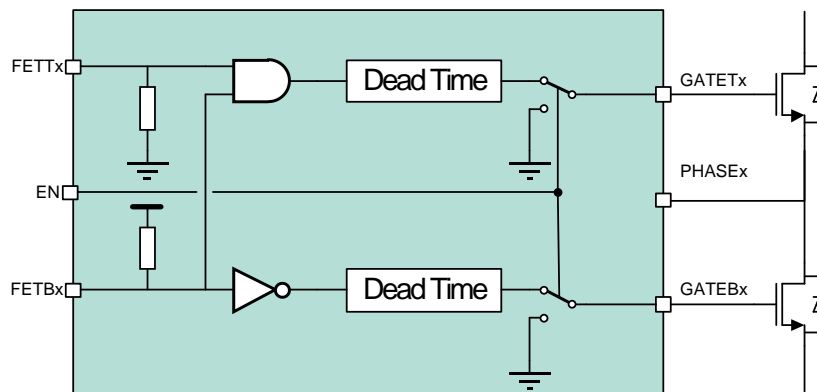 FETTx
Dead Time
GATETx
EN
PHASEx
FETBx
Dead Time
GATEBx